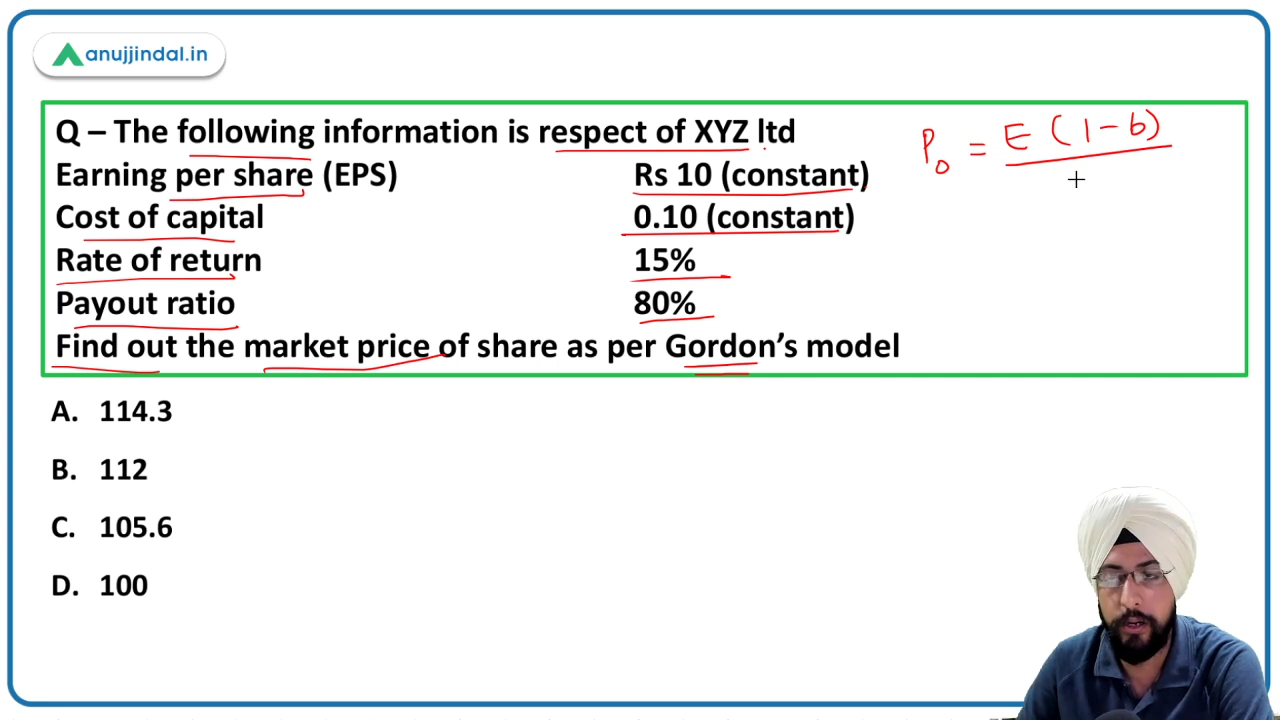 anujjindal.in
Q – The following information is respect of XYZ ltd
Earning per share (EPS) Rs 10 (constant)
Cost of capital 0.10 (constant)
Rate of return 15%
Payout ratio 80%
Find out the market price of share as per Gordon's model
P₀ = E (1-b)
A. 114.3
B. 112
C. 105.6
D. 100